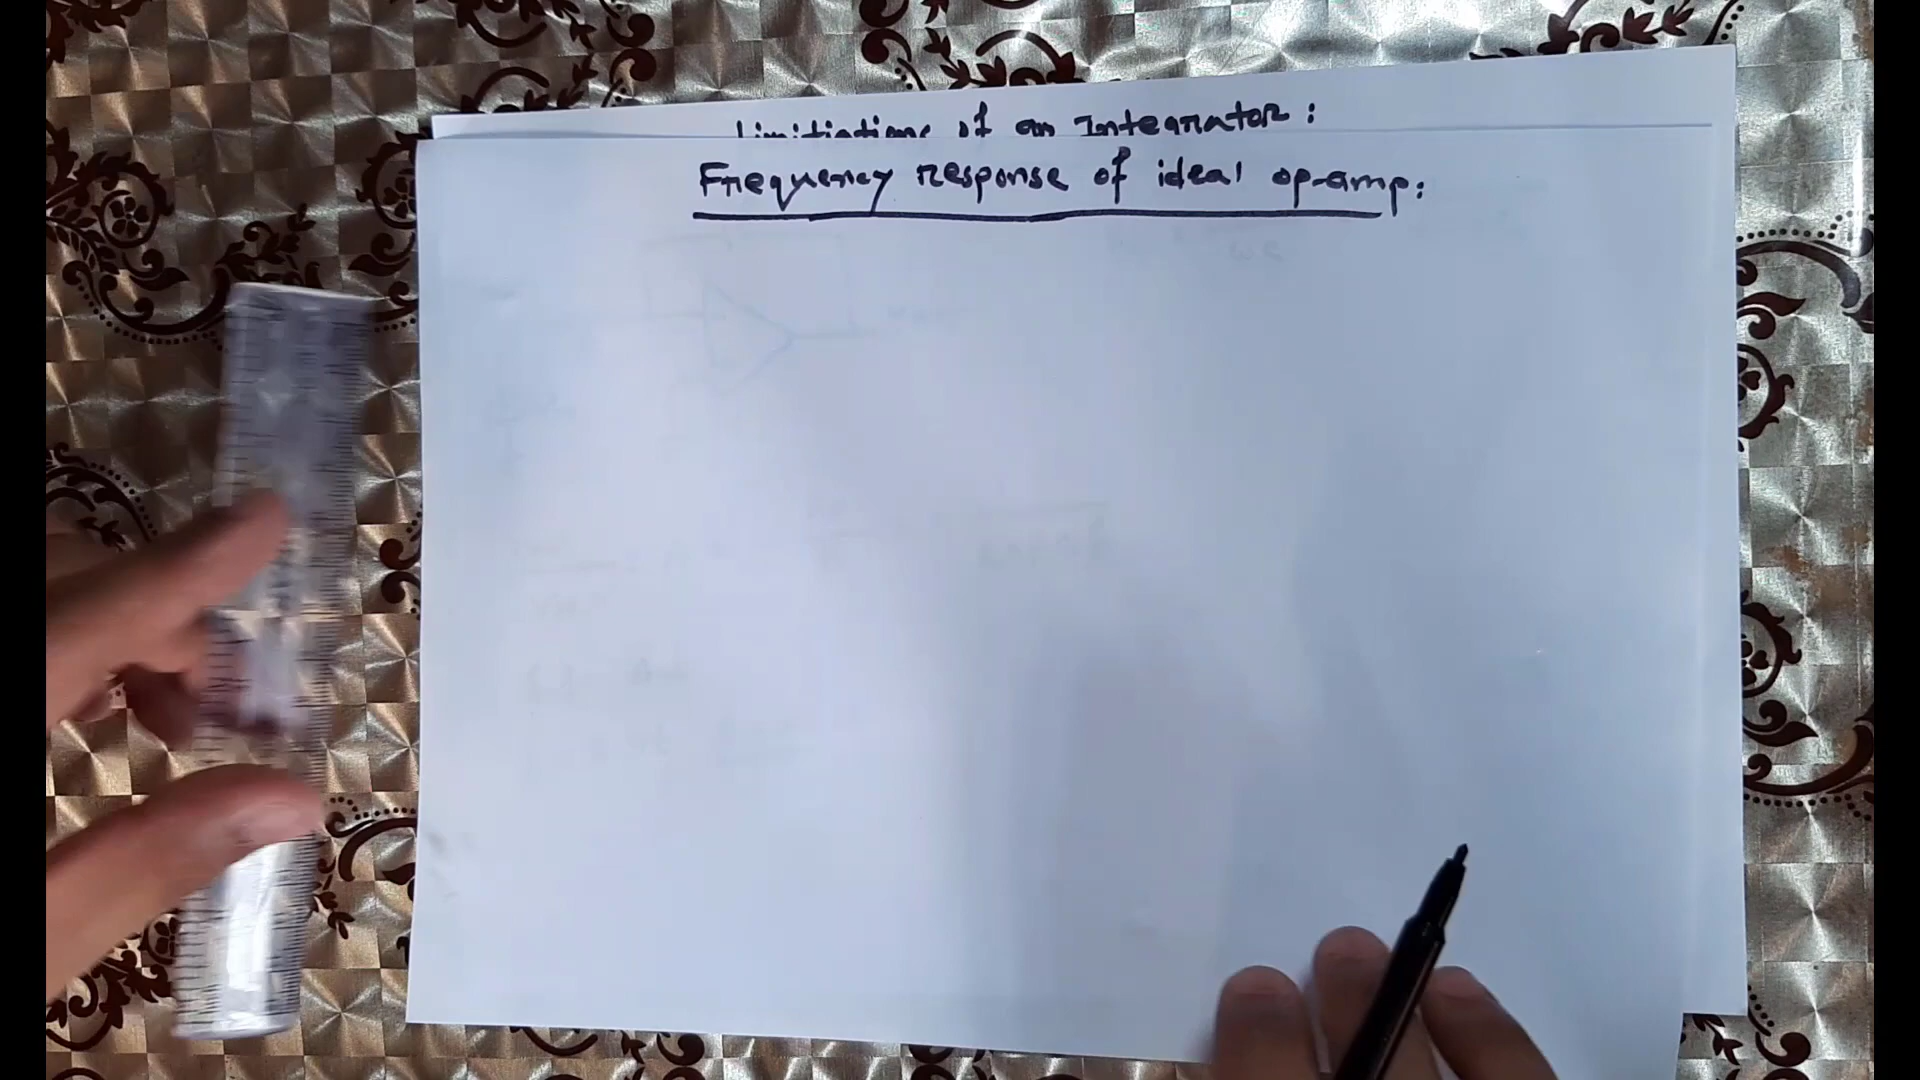 Limitations of an Integrator:
Frequency response of ideal op-amp: